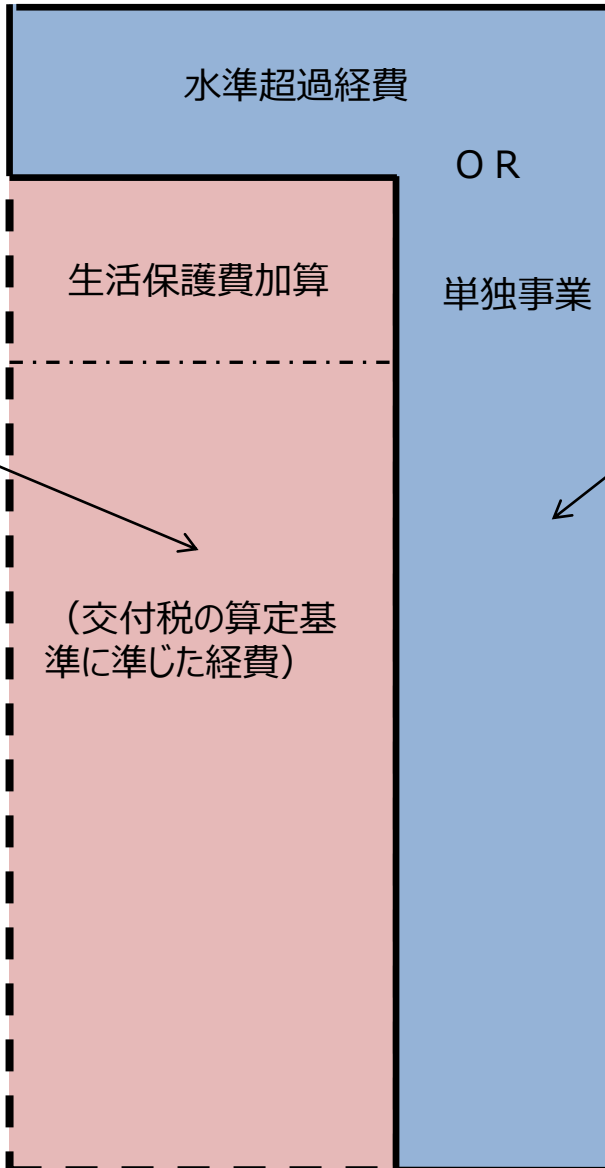 水準超過経費
OR
生活保護費加算
単独事業
（交付税の算定基
準に準じた経費）